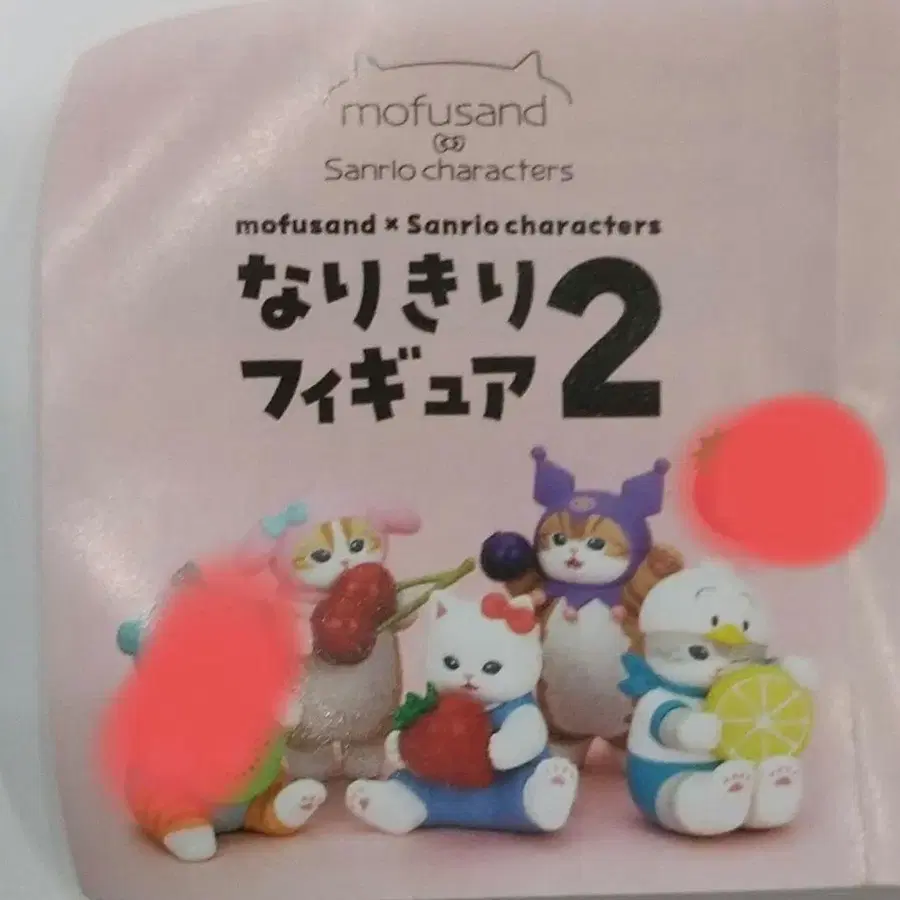 mofusand
Sanrio characters
mofusand × Sanrio characters
なりきり
フィギュア2